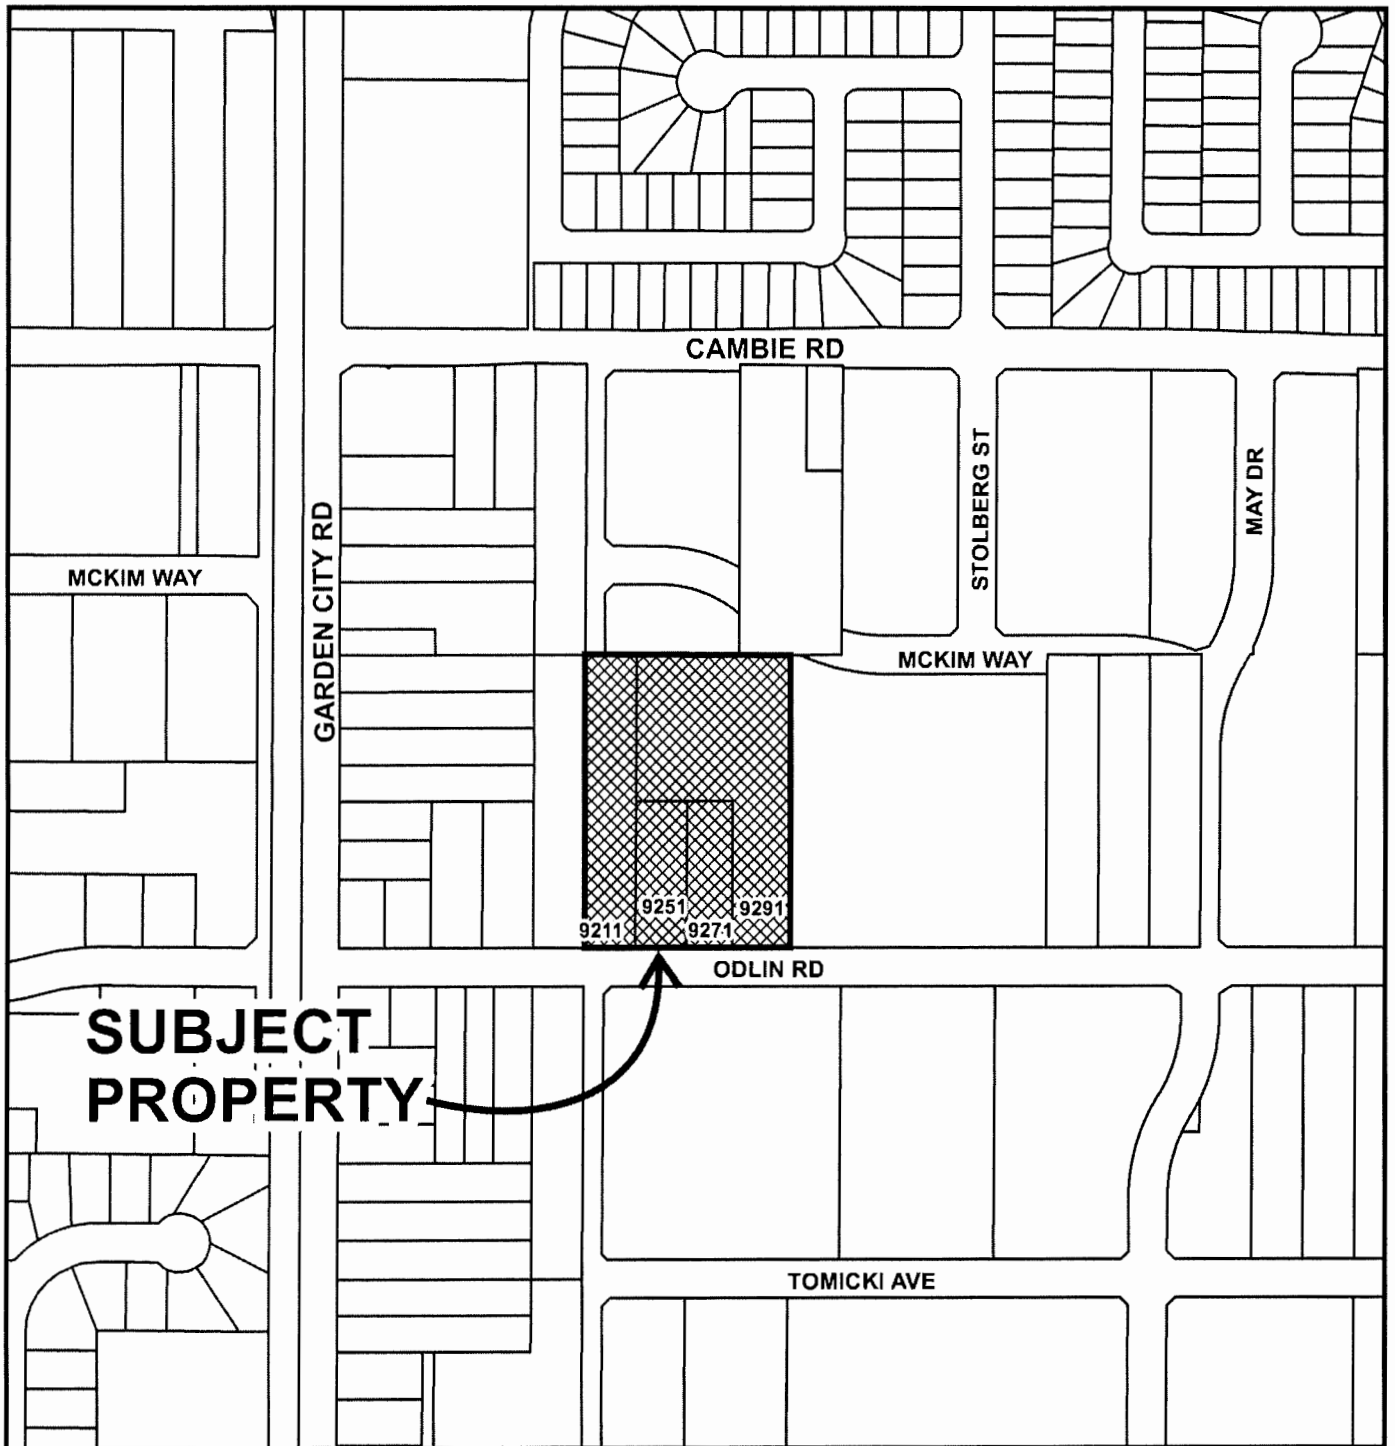 CAMBIE RD
STOLBERG ST
MAY DR
GARDEN CITY RD
MCKIM WAY
MCKIM WAY
9251
9291
9211
9271
ODLIN RD
SUBJECT
PROPERTY
TOMICKI AVE